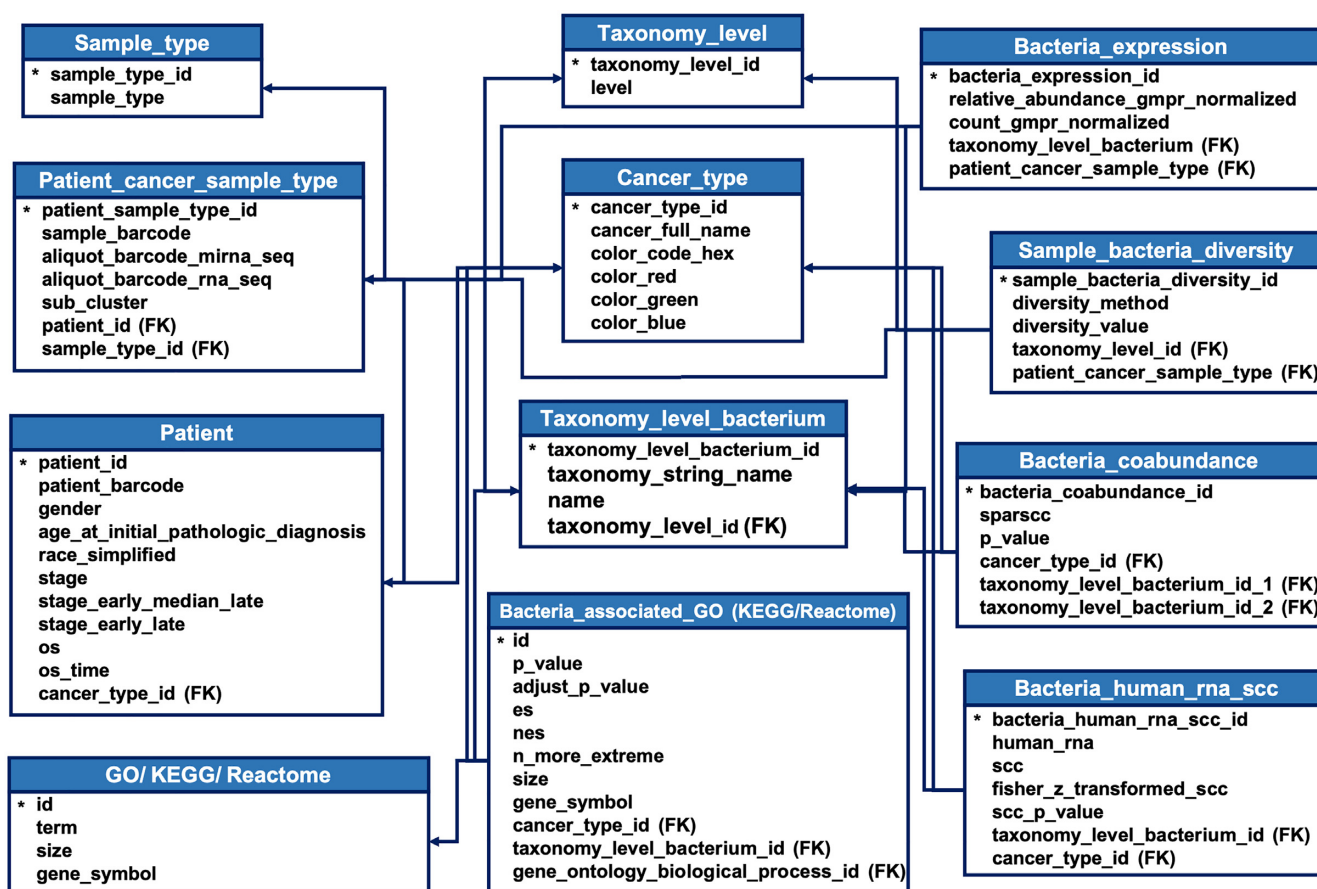 Sample_type
* sample_type_id
sample_type
Patient_cancer_sample_type
* patient_sample_type_id
sample_barcode
aliquot_barcode_mirna_seq
aliquot_barcode_rna_seq
sub_cluster
patient_id (FK)
sample_type_id (FK)
Patient
* patient_id
patient_barcode
gender
age_at_initial_pathologic_diagnosis
race_simplified
stage
stage_early_median_late
stage_early_late
os
os_time
cancer_type_id (FK)
GO/ KEGG/ Reactome
* id
term
size
gene_symbol
Taxonomy_level
* taxonomy_level_id
level
Cancer_type
* cancer_type_id
cancer_full_name
color_code_hex
color_red
color_green
color_blue
Taxonomy_level_bacterium
* taxonomy_level_bacterium_id
taxonomy_string_name
name
taxonomy_level_id (FK)
Bacteria_associated_GO (KEGG/Reactome)
* id
p_value
adjust_p_value
es
nes
n_more_extreme
size
gene_symbol
cancer_type_id (FK)
taxonomy_level_bacterium_id (FK)
gene_ontology_biological_process_id (FK)
Bacteria_expression
* bacteria_expression_id
relative_abundance_gmpr_normalized
count_gmpr_normalized
taxonomy_level_bacterium (FK)
patient_cancer_sample_type (FK)
Sample_bacteria_diversity
* sample_bacteria_diversity_id
diversity_method
diversity_value
taxonomy_level_id (FK)
patient_cancer_sample_type (FK)
Bacteria_coabundance
* bacteria_coabundance_id
sparscc
p_value
cancer_type_id (FK)
taxonomy_level_bacterium_id_1 (FK)
taxonomy_level_bacterium_id_2 (FK)
Bacteria_human_rna_scc
* bacteria_human_rna_scc_id
human_rna
scc
fisher_z_transformed_scc
scc_p_value
taxonomy_level_bacterium_id (FK)
cancer_type_id (FK)